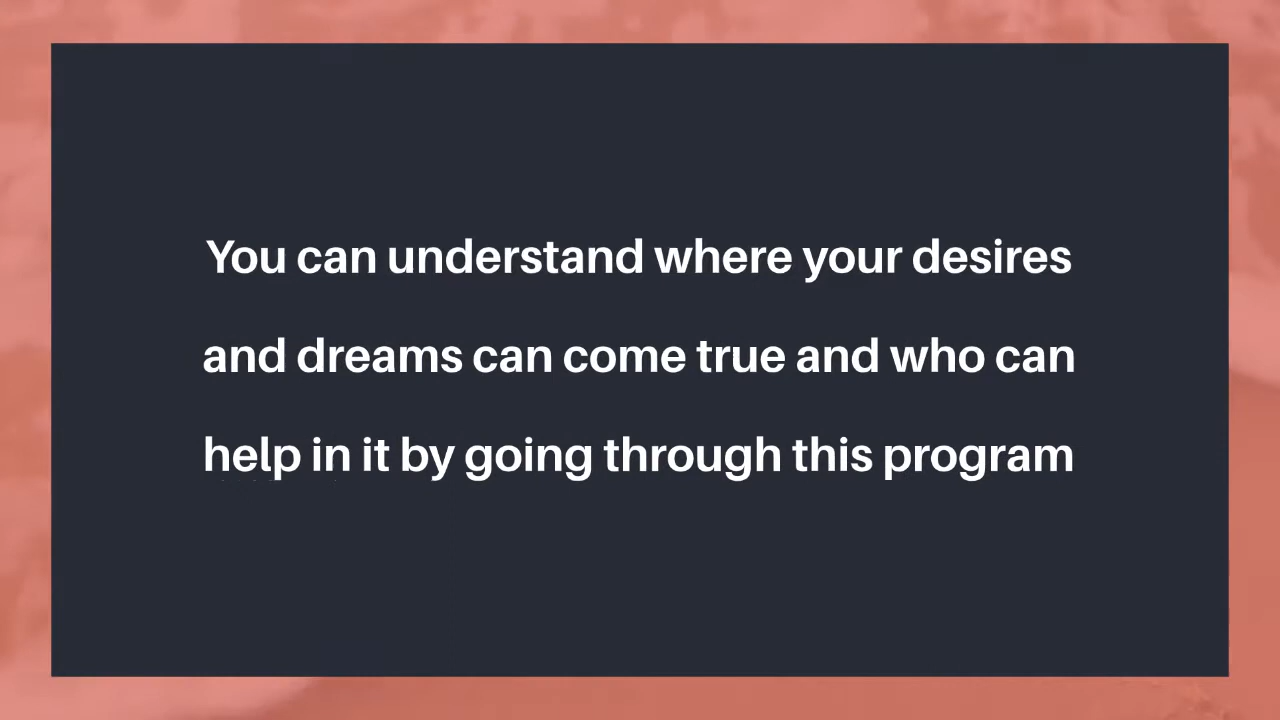 You can understand where your desires
and dreams can come true and who can
help in it by going through this program